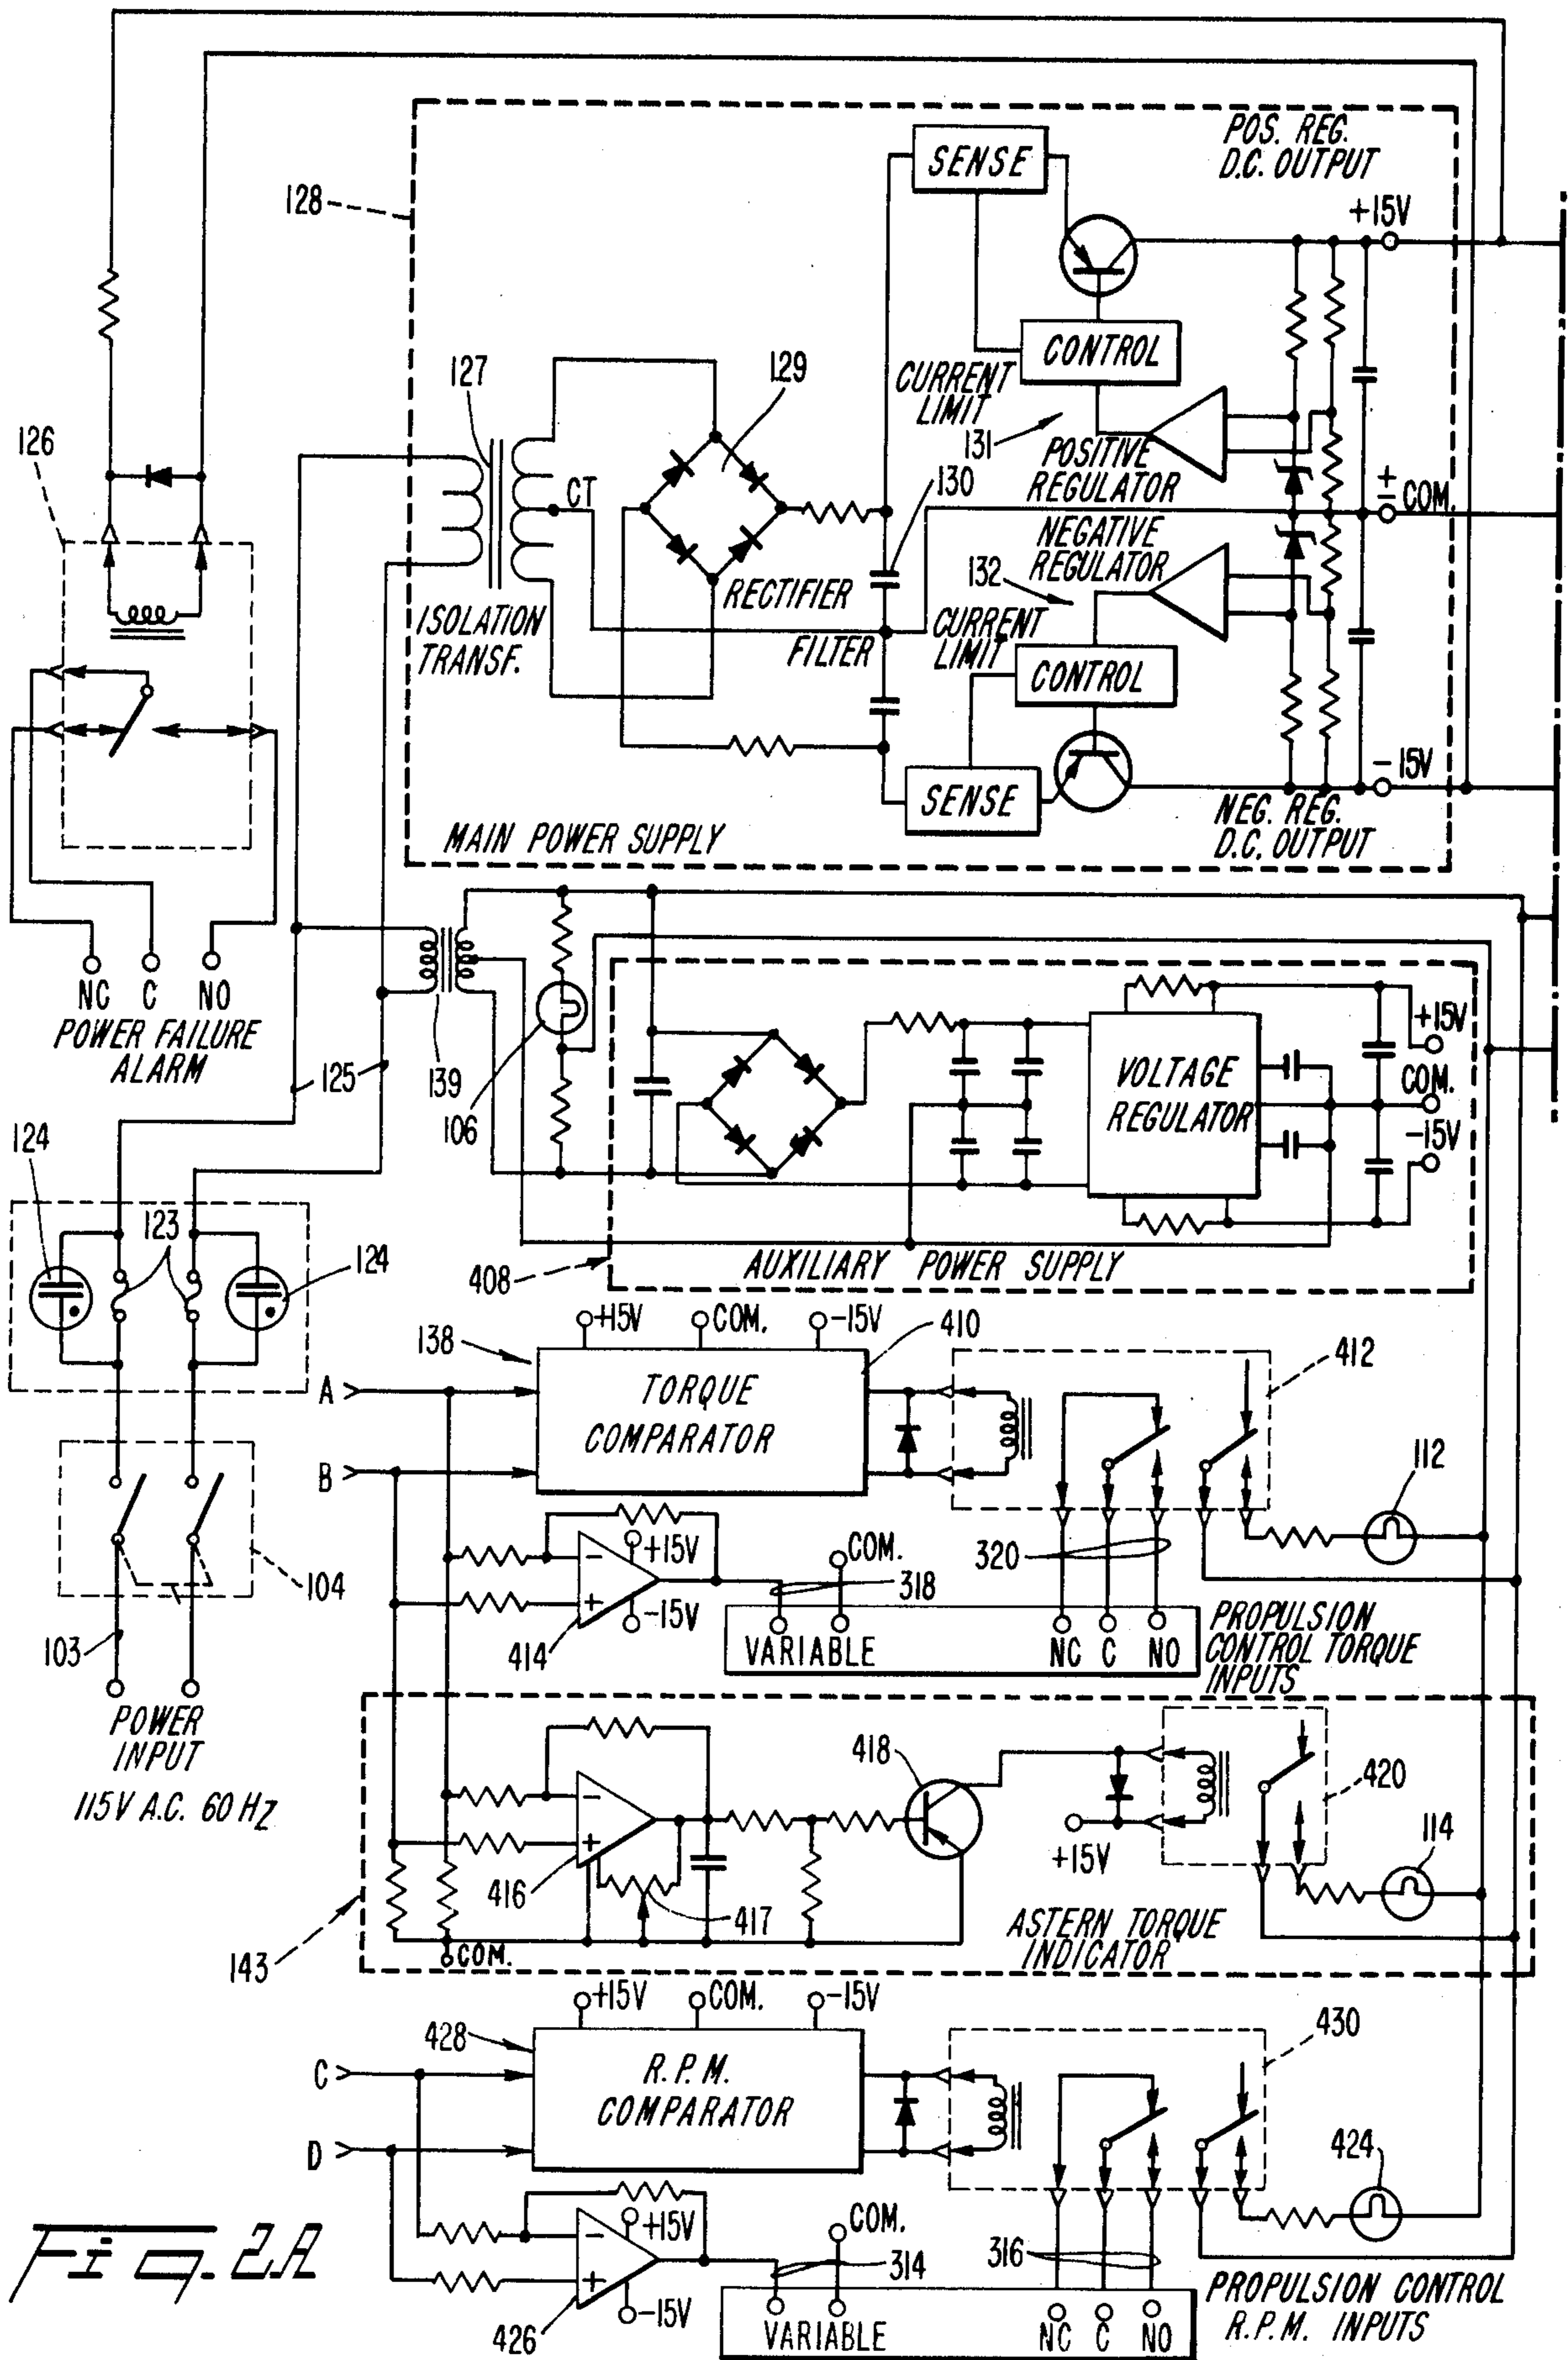 POS. REG.
D.C. OUTPUT
SENSE
128
+15V
CONTROL
127
129
CURRENT
LIMIT
131
POSITIVE
REGULATOR
126
CT
130
±
COM
NEGATIVE
REGULATOR
132
RECTIFIER
ISOLATION
TRANSF.
FILTER
CURRENT
LIMIT
CONTROL
-15V
SENSE
MAIN POWER SUPPLY
NEG. REG.
D.C. OUTPUT
NC C NO
POWER FAILURE
ALARM
125
139
106
VOLTAGE
REGULATOR
+15V
COM.
-15V
124
123
124
408
AUXILIARY POWER SUPPLY
+15V COM. -15V
138
410
412
A
TORQUE
COMPARATOR
B
112
104
+15V
-
+
-15V
414
COM.
318
320
103
VARIABLE
NC C NO
PROPULSION
CONTROL TORQUE
INPUTS
POWER
INPUT
115V A.C. 60 HZ
418
420
-
+
+15V
114
416
417
COM.
143
ASTERN TORQUE
INDICATOR
+15V COM. -15V
428
430
C
R.P.M.
COMPARATOR
D
424
+15V
-
+
-15V
426
COM.
314
316
VARIABLE
NC C NO
PROPULSION CONTROL
R.P.M. INPUTS
Fig. 2A